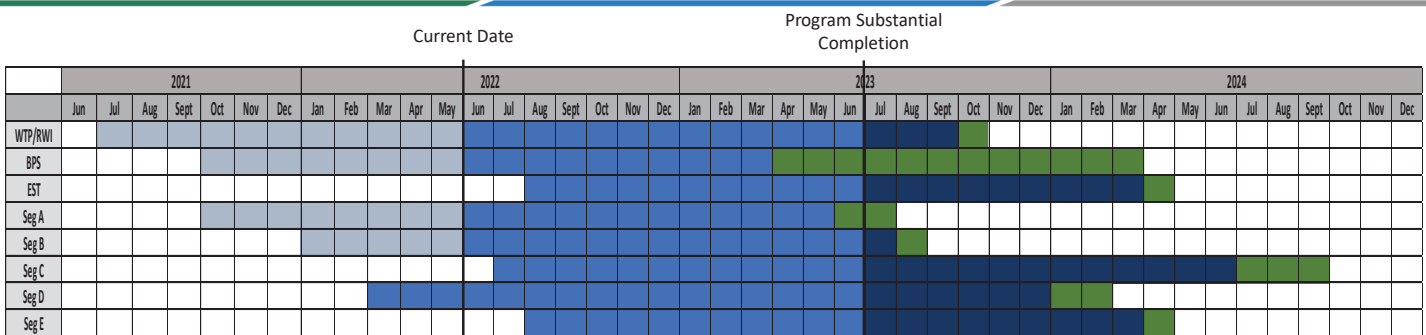 Current Date
Program Substantial
Completion
2021 2022 2023 2024
Jun Jul Aug Sept Oct Nov Dec Jan Feb Mar Apr May Jun Jul Aug Sept Oct Nov Dec Jan Feb Mar Apr May Jun Jul Aug Sept Oct Nov Dec Jan Feb Mar Apr May Jun Jul Aug Sept Oct Nov Dec
WTP/RWI
BPS
EST
Seg A
Seg B
Seg C
Seg D
Seg E